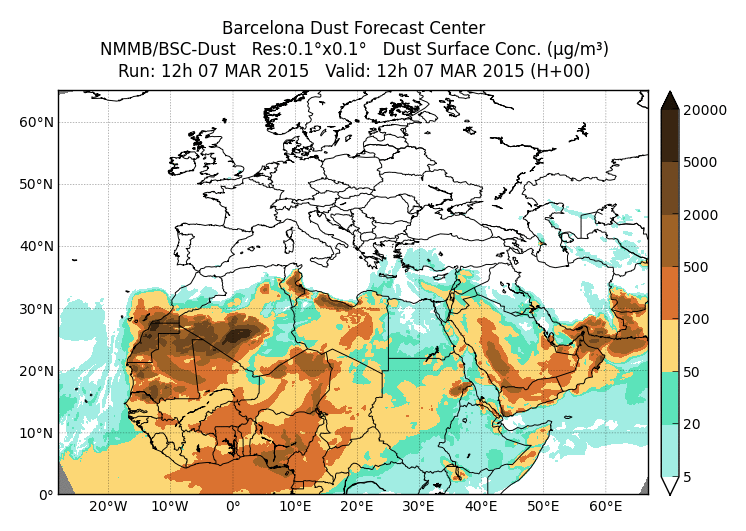 Barcelona Dust Forecast Center
NMMB/BSC-Dust Res:0.1°x0.1° Dust Surface Conc. (µg/m³)
Run: 12h 07 MAR 2015 Valid: 12h 07 MAR 2015 (H+00)
20000
5000
2000
500
200
50
20
5
60°N
50°N
40°N
30°N
20°N
10°N
0°
20°W
10°W
0°
10°E
20°E
30°E
40°E
50°E
60°E